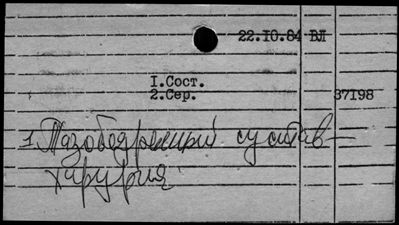 22.10.84 ВЛ
1.Сост.
2.Сер. 37198
1 Тазобедренный сустав —
хирургия